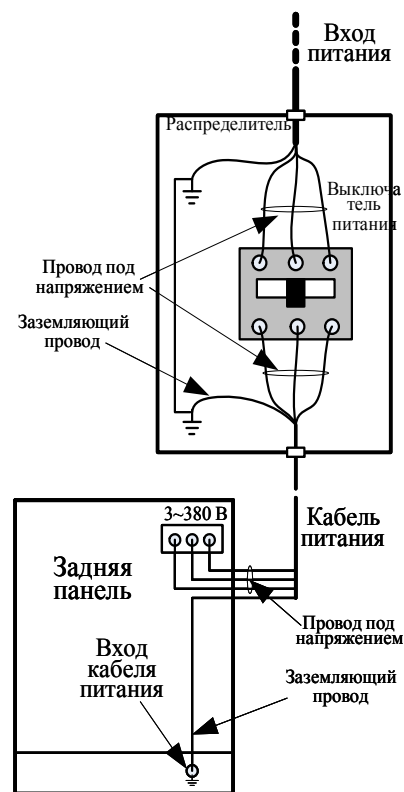 Вход
питания
Распределитель
Выключа
тель
питания
Провод под
напряжением
Заземляющий
провод
3~380 В
Кабель
питания
Задняя
панель
Провод под
напряжением
Вход
кабеля
питания
Заземляющий
провод